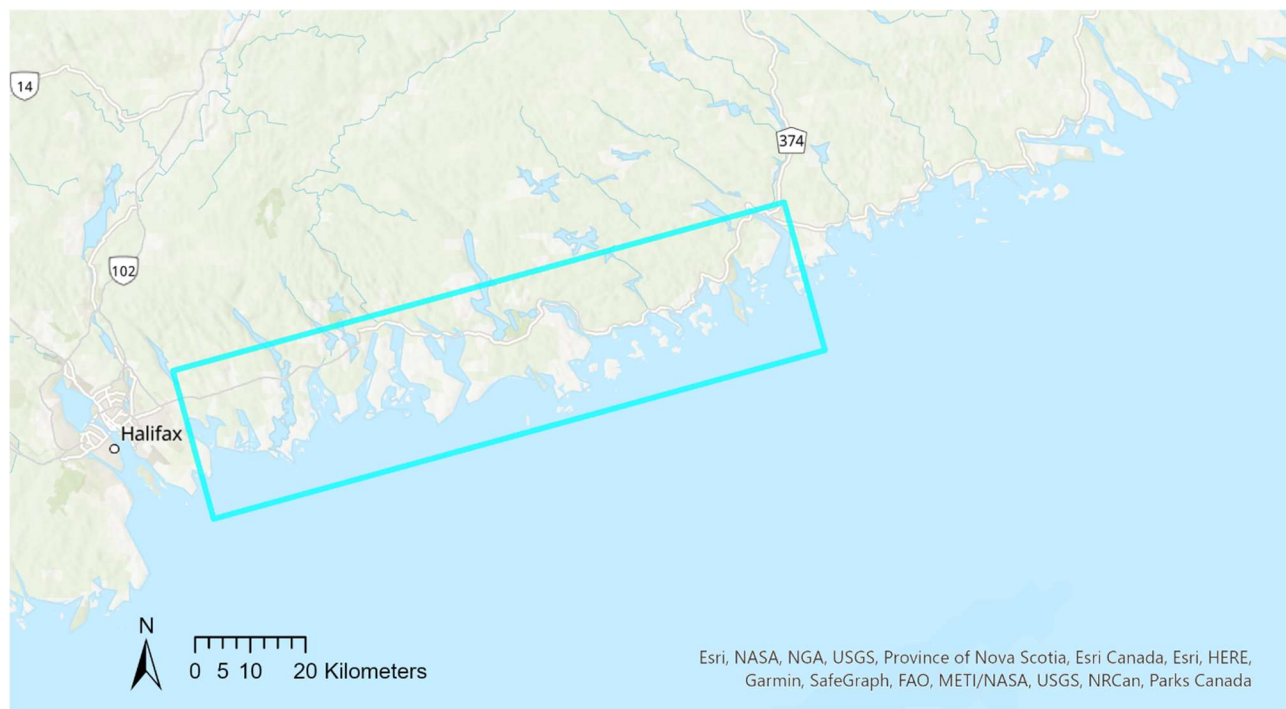 14
374
102
Halifax
N
0 5 10 20 Kilometers
Esri, NASA, NGA, USGS, Province of Nova Scotia, Esri Canada, Esri, HERE,
Garmin, SafeGraph, FAO, METI/NASA, USGS, NRCan, Parks Canada